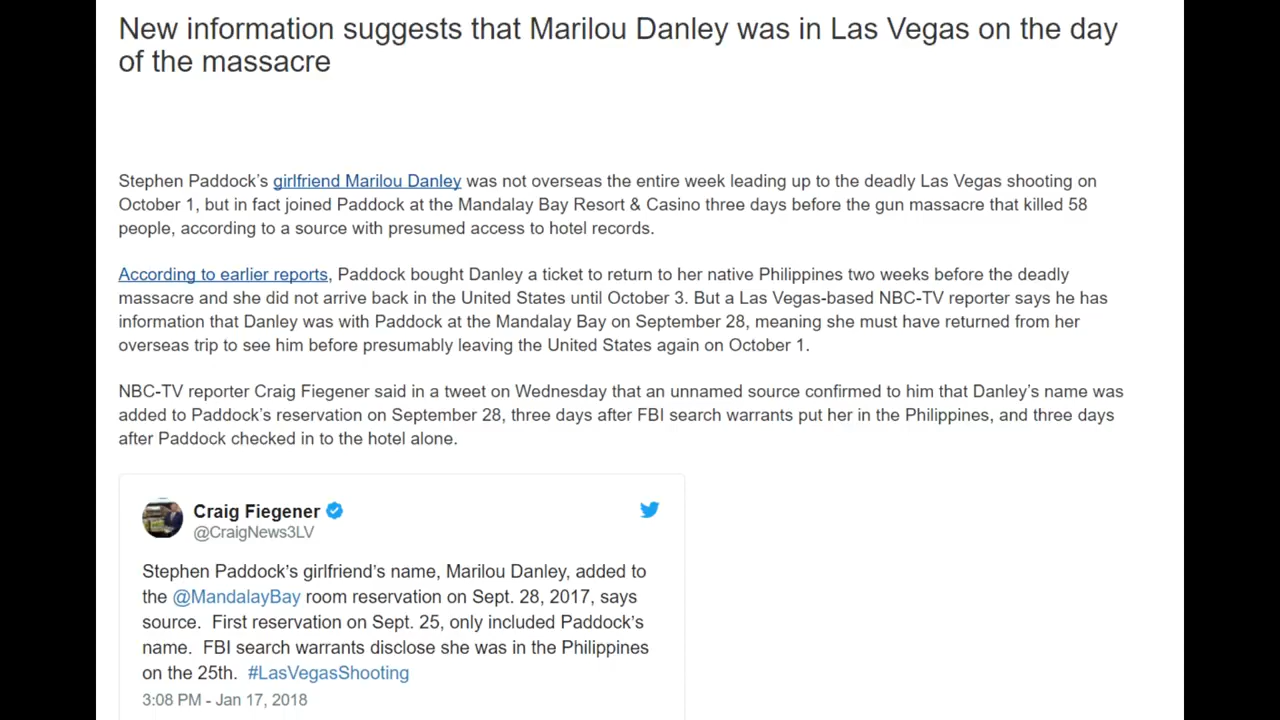 New information suggests that Marilou Danley was in Las Vegas on the day
of the massacre
Stephen Paddock's girlfriend Marilou Danley was not overseas the entire week leading up to the deadly Las Vegas shooting on
October 1, but in fact joined Paddock at the Mandalay Bay Resort & Casino three days before the gun massacre that killed 58
people, according to a source with presumed access to hotel records.
According to earlier reports, Paddock bought Danley a ticket to return to her native Philippines two weeks before the deadly
massacre and she did not arrive back in the United States until October 3. But a Las Vegas-based NBC-TV reporter says he has
information that Danley was with Paddock at the Mandalay Bay on September 28, meaning she must have returned from her
overseas trip to see him before presumably leaving the United States again on October 1.
NBC-TV reporter Craig Fiegener said in a tweet on Wednesday that an unnamed source confirmed to him that Danley's name was
added to Paddock's reservation on September 28, three days after FBI search warrants put her in the Philippines, and three days
after Paddock checked in to the hotel alone.
Craig Fiegener
@CraigNews3LV
Stephen Paddock's girlfriend's name, Marilou Danley, added to
the @MandalayBay room reservation on Sept. 28, 2017, says
source.  First reservation on Sept. 25, only included Paddock's
name.  FBI search warrants disclose she was in the Philippines
on the 25th.  #LasVegasShooting
3:08 PM - Jan 17, 2018